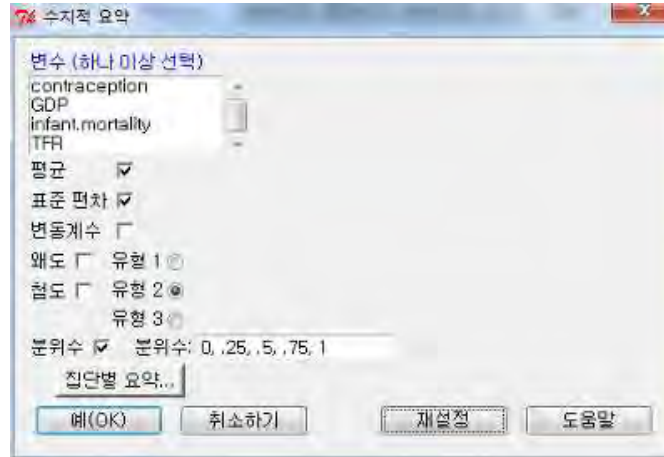 수치적 요약
변수 (하나 이상 선택)
contraception
GDP
infant.mortality
TFR
평균
표준 편차
변동계수
왜도 유형 1
첨도 유형 2
유형 3
분위수 분위수: 0, .25, .5, .75, 1
집단별 요약...
예(OK) 취소하기 재설정 도움말